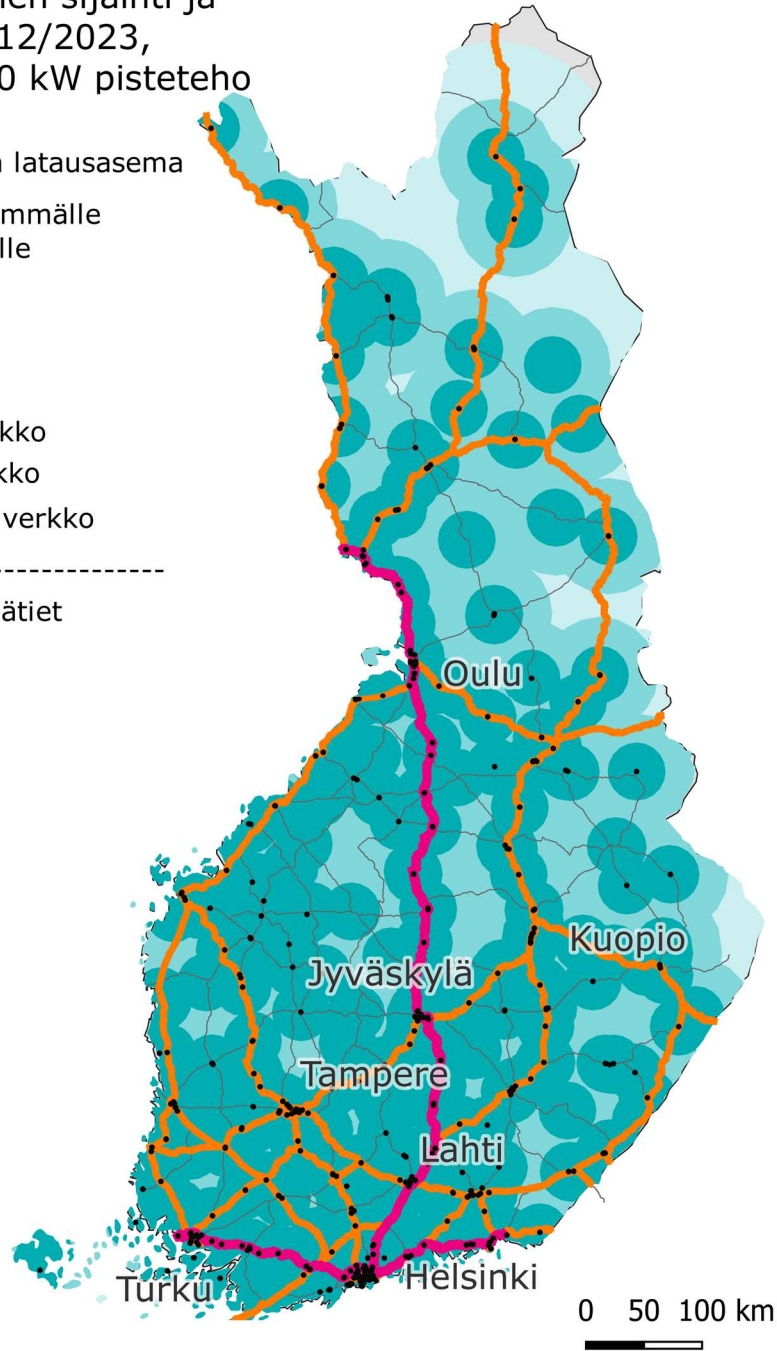 nen sijainti ja
12/2023,
0 kW pisteteho
latausasema
mmälle
lle
kko
kko
verkko
ätiet
Oulu
Kuopio
Jyväskylä
Tampere
Lahti
Turku
Helsinki
0 50 100 km